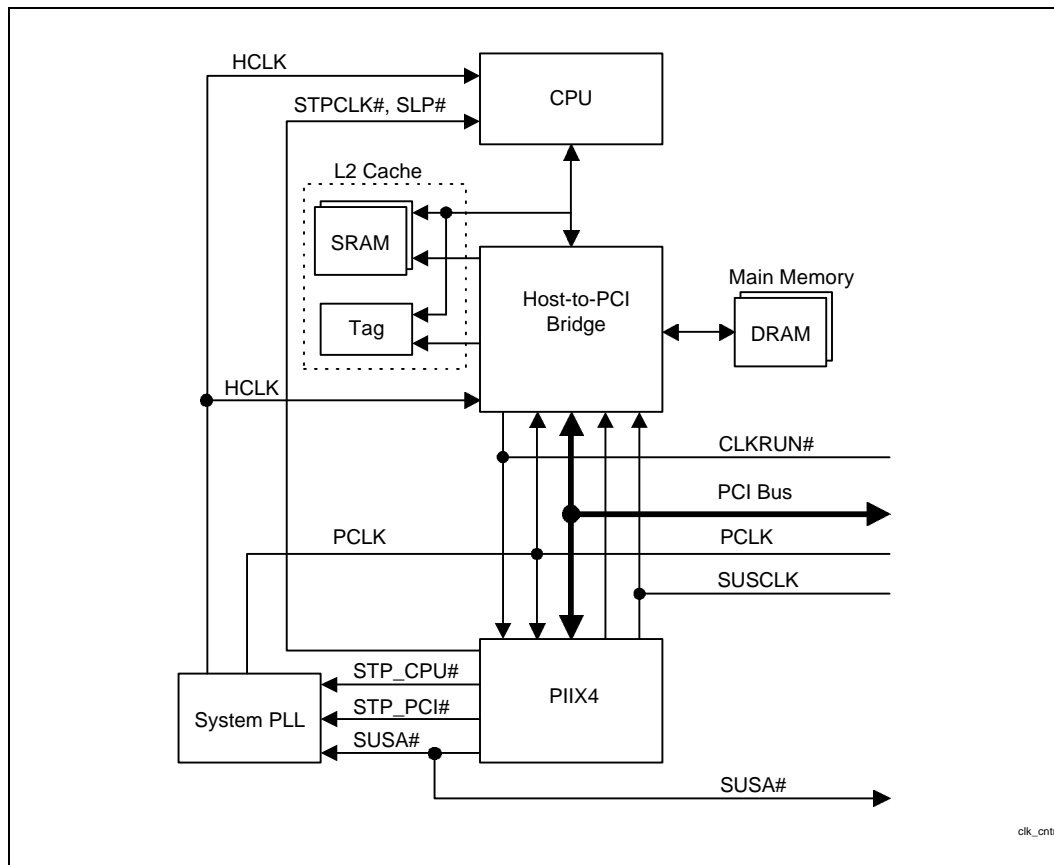 HCLK
CPU
STPCLK#, SLP#
L2 Cache
SRAM
Host-to-PCI
Bridge
Main Memory
DRAM
Tag
HCLK
CLKRUN#
PCI Bus
PCLK
PCLK
SUSCLK
STP_CPU#
PIIX4
System PLL
STP_PCI#
SUSA#
SUSA#